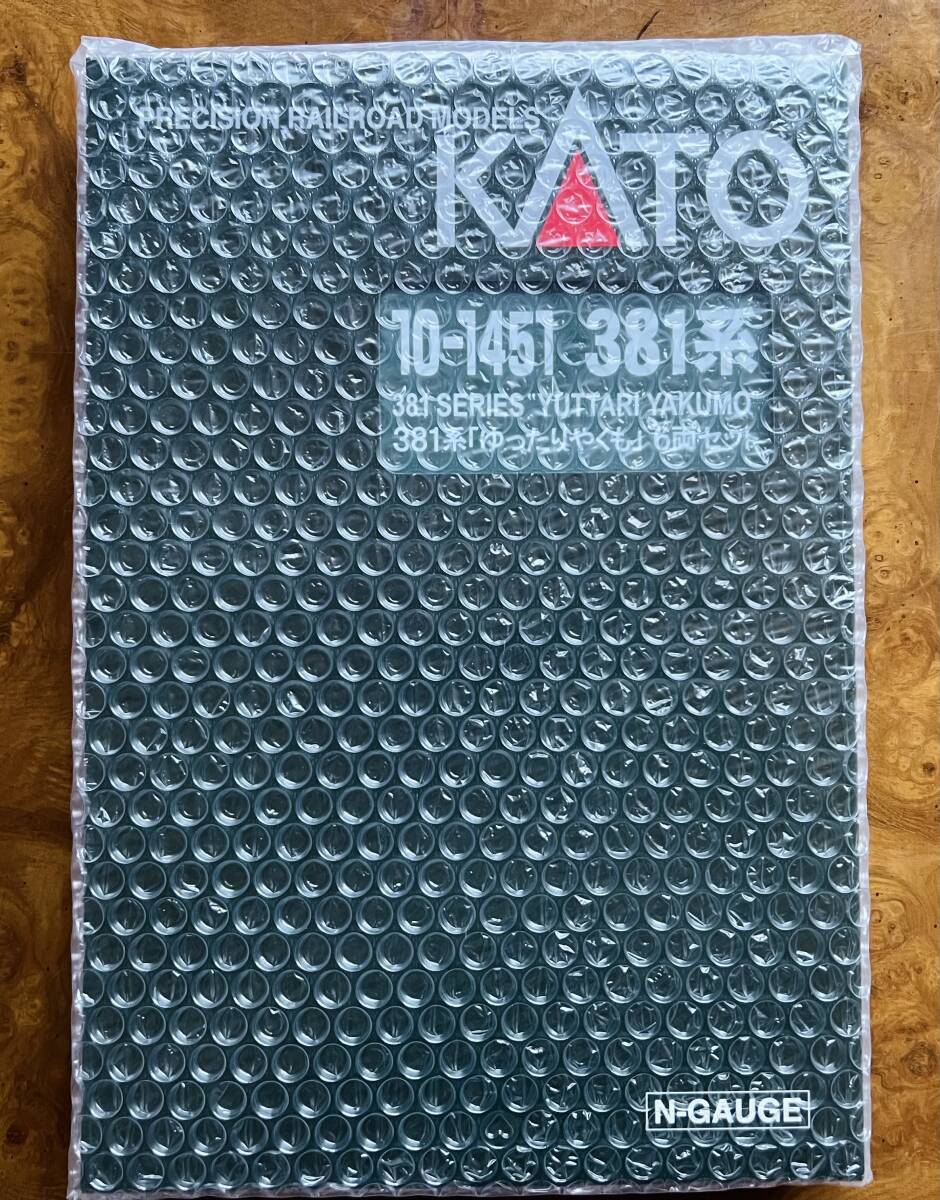 PRECISION RAILROAD MODELS
KATO
10-1451 381系
381 SERIES "YUTTARI YAKUMO"
381系「ゆったりやくも」6両セット
N-GAUGE